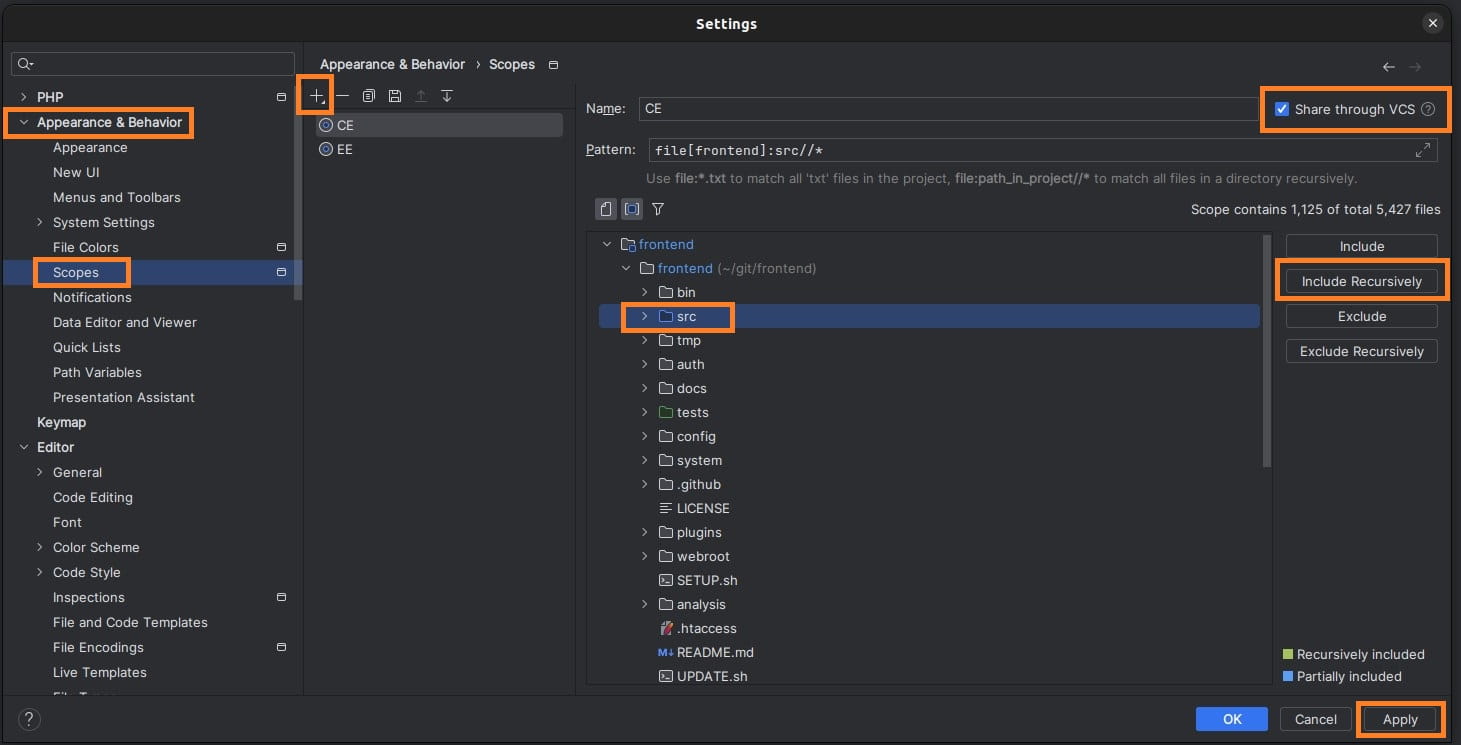 Settings
PHP
Appearance & Behavior
Appearance
New UI
Menus and Toolbars
System Settings
File Colors
Scopes
Notifications
Data Editor and Viewer
Quick Lists
Path Variables
Presentation Assistant
Keymap
Editor
General
Code Editing
Font
Color Scheme
Code Style
Inspections
File and Code Templates
File Encodings
Live Templates
Appearance & Behavior › Scopes
CE
EE
Name: CE
Share through VCS ?
Pattern: file[frontend]:src//*
Use file:*.txt to match all 'txt' files in the project, file:path_in_project//* to match all files in a directory recursively.
Scope contains 1,125 of total 5,427 files
frontend
frontend (~/git/frontend)
bin
src
tmp
auth
docs
tests
config
system
.github
LICENSE
plugins
webroot
SETUP.sh
analysis
.htaccess
M↓ README.md
UPDATE.sh
Include
Include Recursively
Exclude
Exclude Recursively
Recursively included
Partially included
?
OK
Cancel
Apply